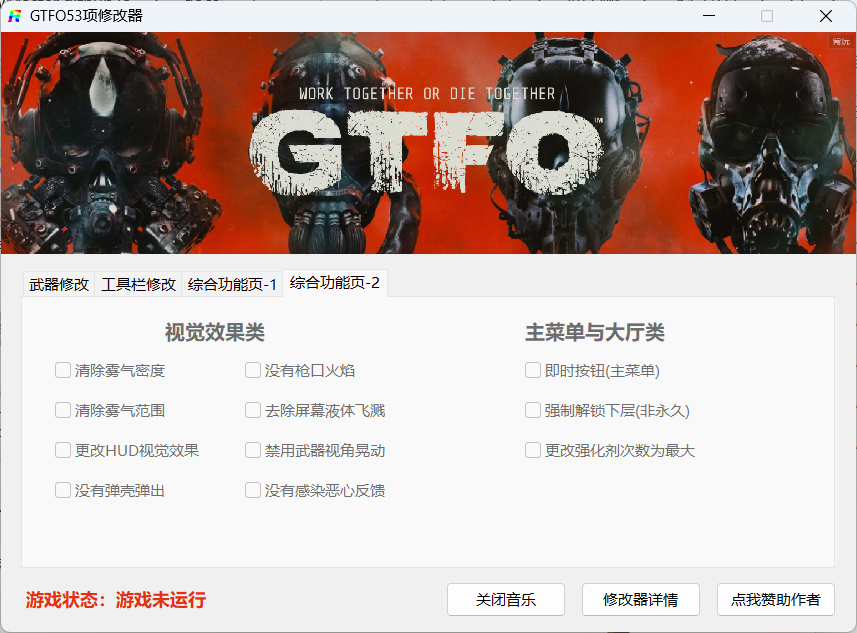 GTFO53项修改器
常玩
WORK TOGETHER OR DIE TOGETHER
GTFO™
武器修改 工具栏修改 综合功能页-1 综合功能页-2
视觉效果类 主菜单与大厅类
清除雾气密度 没有枪口火焰 即时按钮(主菜单)
清除雾气范围 去除屏幕液体飞溅 强制解锁下层(非永久)
更改HUD视觉效果 禁用武器视角晃动 更改强化剂次数为最大
没有弹壳弹出 没有感染恶心反馈
游戏状态：游戏未运行 关闭音乐 修改器详情 点我赞助作者